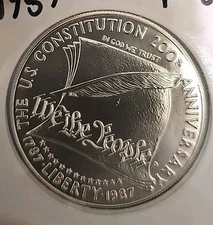 THE U.S. CONSTITUTION 200TH ANNIVERSARY
IN GOD WE TRUST
We the People
1787·LIBERTY·1987